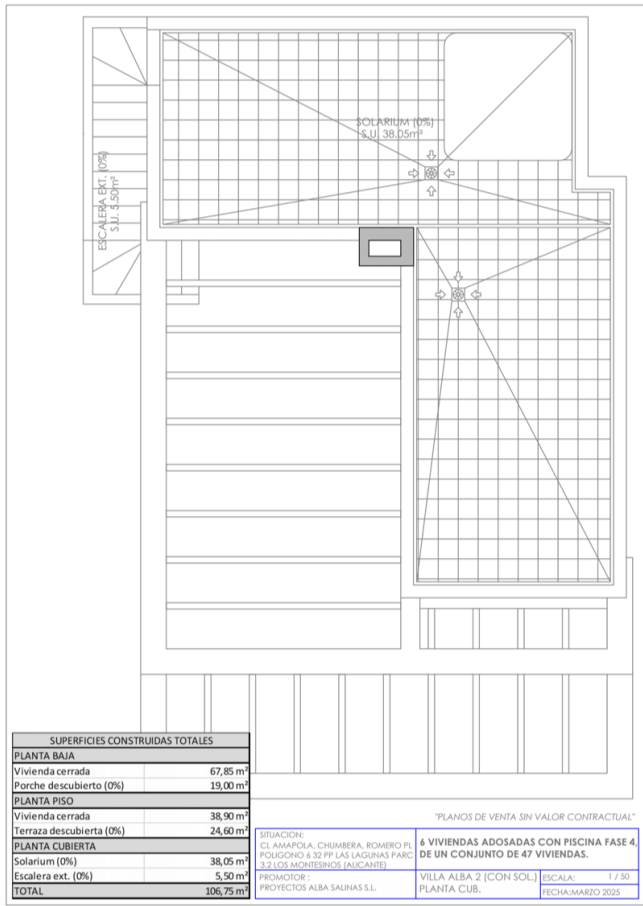 SOLARIUM (0%)
S.U. 38.05m²
ESCALERA EXT. (0%)
S.U. 5.50m²
SUPERFICIES CONSTRUIDAS TOTALES
PLANTA BAJA
Vivienda cerrada 67,85 m²
Porche descubierto (0%) 19,00 m²
PLANTA PISO
Vivienda cerrada 38,90 m²
Terraza descubierta (0%) 24,60 m²
PLANTA CUBIERTA
Solarium (0%) 38,05 m²
Escalera ext. (0%) 5,50 m²
TOTAL 106,75 m²
"PLANOS DE VENTA SIN VALOR CONTRACTUAL"
SITUACION:
CL AMAPOLA, CHUMBERA, ROMERO PL
POLIGONO 6 32 PP LAS LAGUNAS PARC
3.2 LOS MONTESINOS (ALICANTE)
6 VIVIENDAS ADOSADAS CON PISCINA FASE 4,
DE UN CONJUNTO DE 47 VIVIENDAS.
PROMOTOR :
PROYECTOS ALBA SALINAS S.L.
VILLA ALBA 2 (CON SOL.)
PLANTA CUB.
ESCALA: 1 / 50
FECHA:MARZO 2025